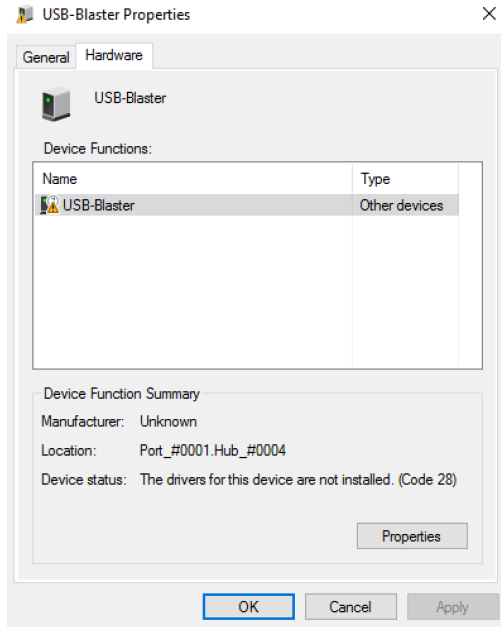 USB-Blaster Properties
General Hardware
USB-Blaster
Device Functions:
Name Type
USB-Blaster Other devices
Device Function Summary
Manufacturer: Unknown
Location: Port_#0001.Hub_#0004
Device status: The drivers for this device are not installed. (Code 28)
Properties
OK Cancel Apply